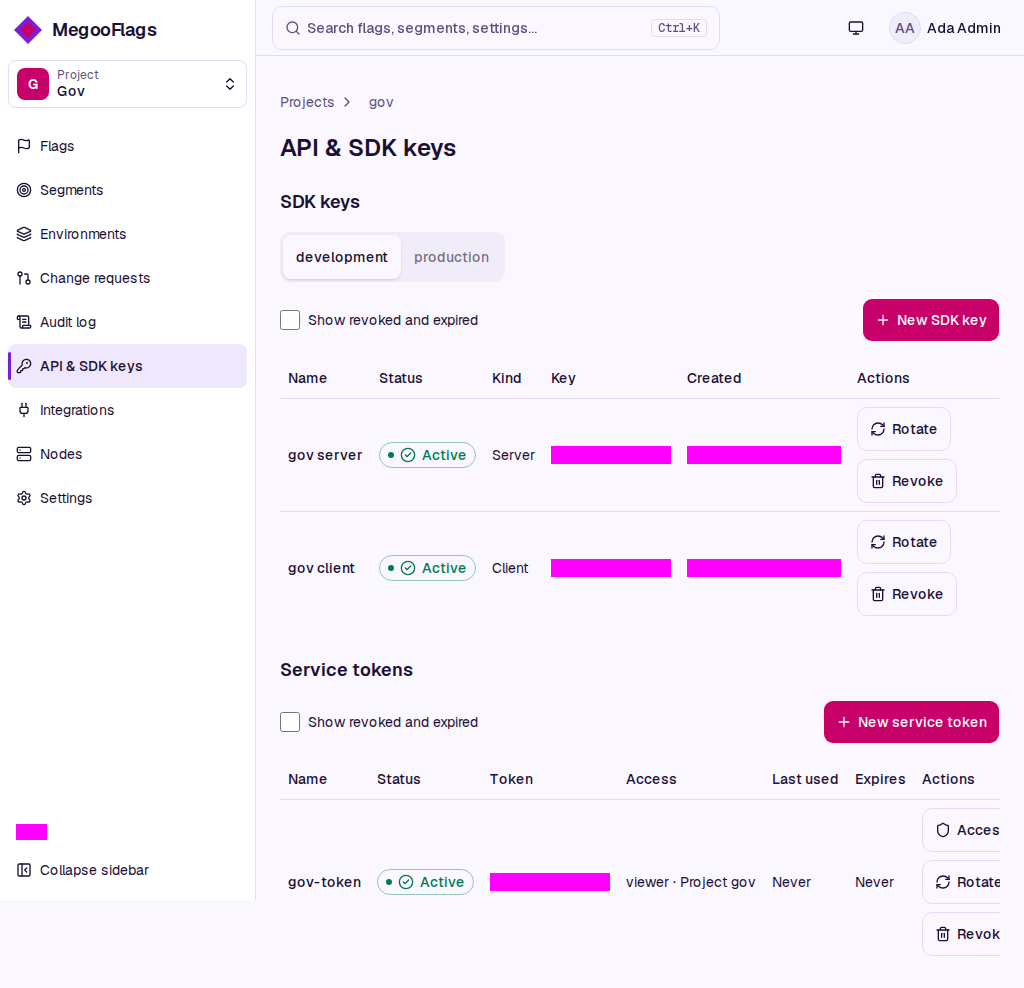 MegooFlags
Search flags, segments, settings...
Ctrl+K
AA
Ada Admin
G
Project
Gov
Flags
Segments
Environments
Change requests
Audit log
API & SDK keys
Integrations
Nodes
Settings
Collapse sidebar
Projects
gov
API & SDK keys
SDK keys
development
production
Show revoked and expired
New SDK key
Name Status Kind Key Created Actions
gov server Active Server
Rotate
Revoke
gov client Active Client
Rotate
Revoke
Service tokens
Show revoked and expired
New service token
Name Status Token Access Last used Expires Actions
gov-token Active viewer · Project gov Never Never
Acces
Rotate
Revok